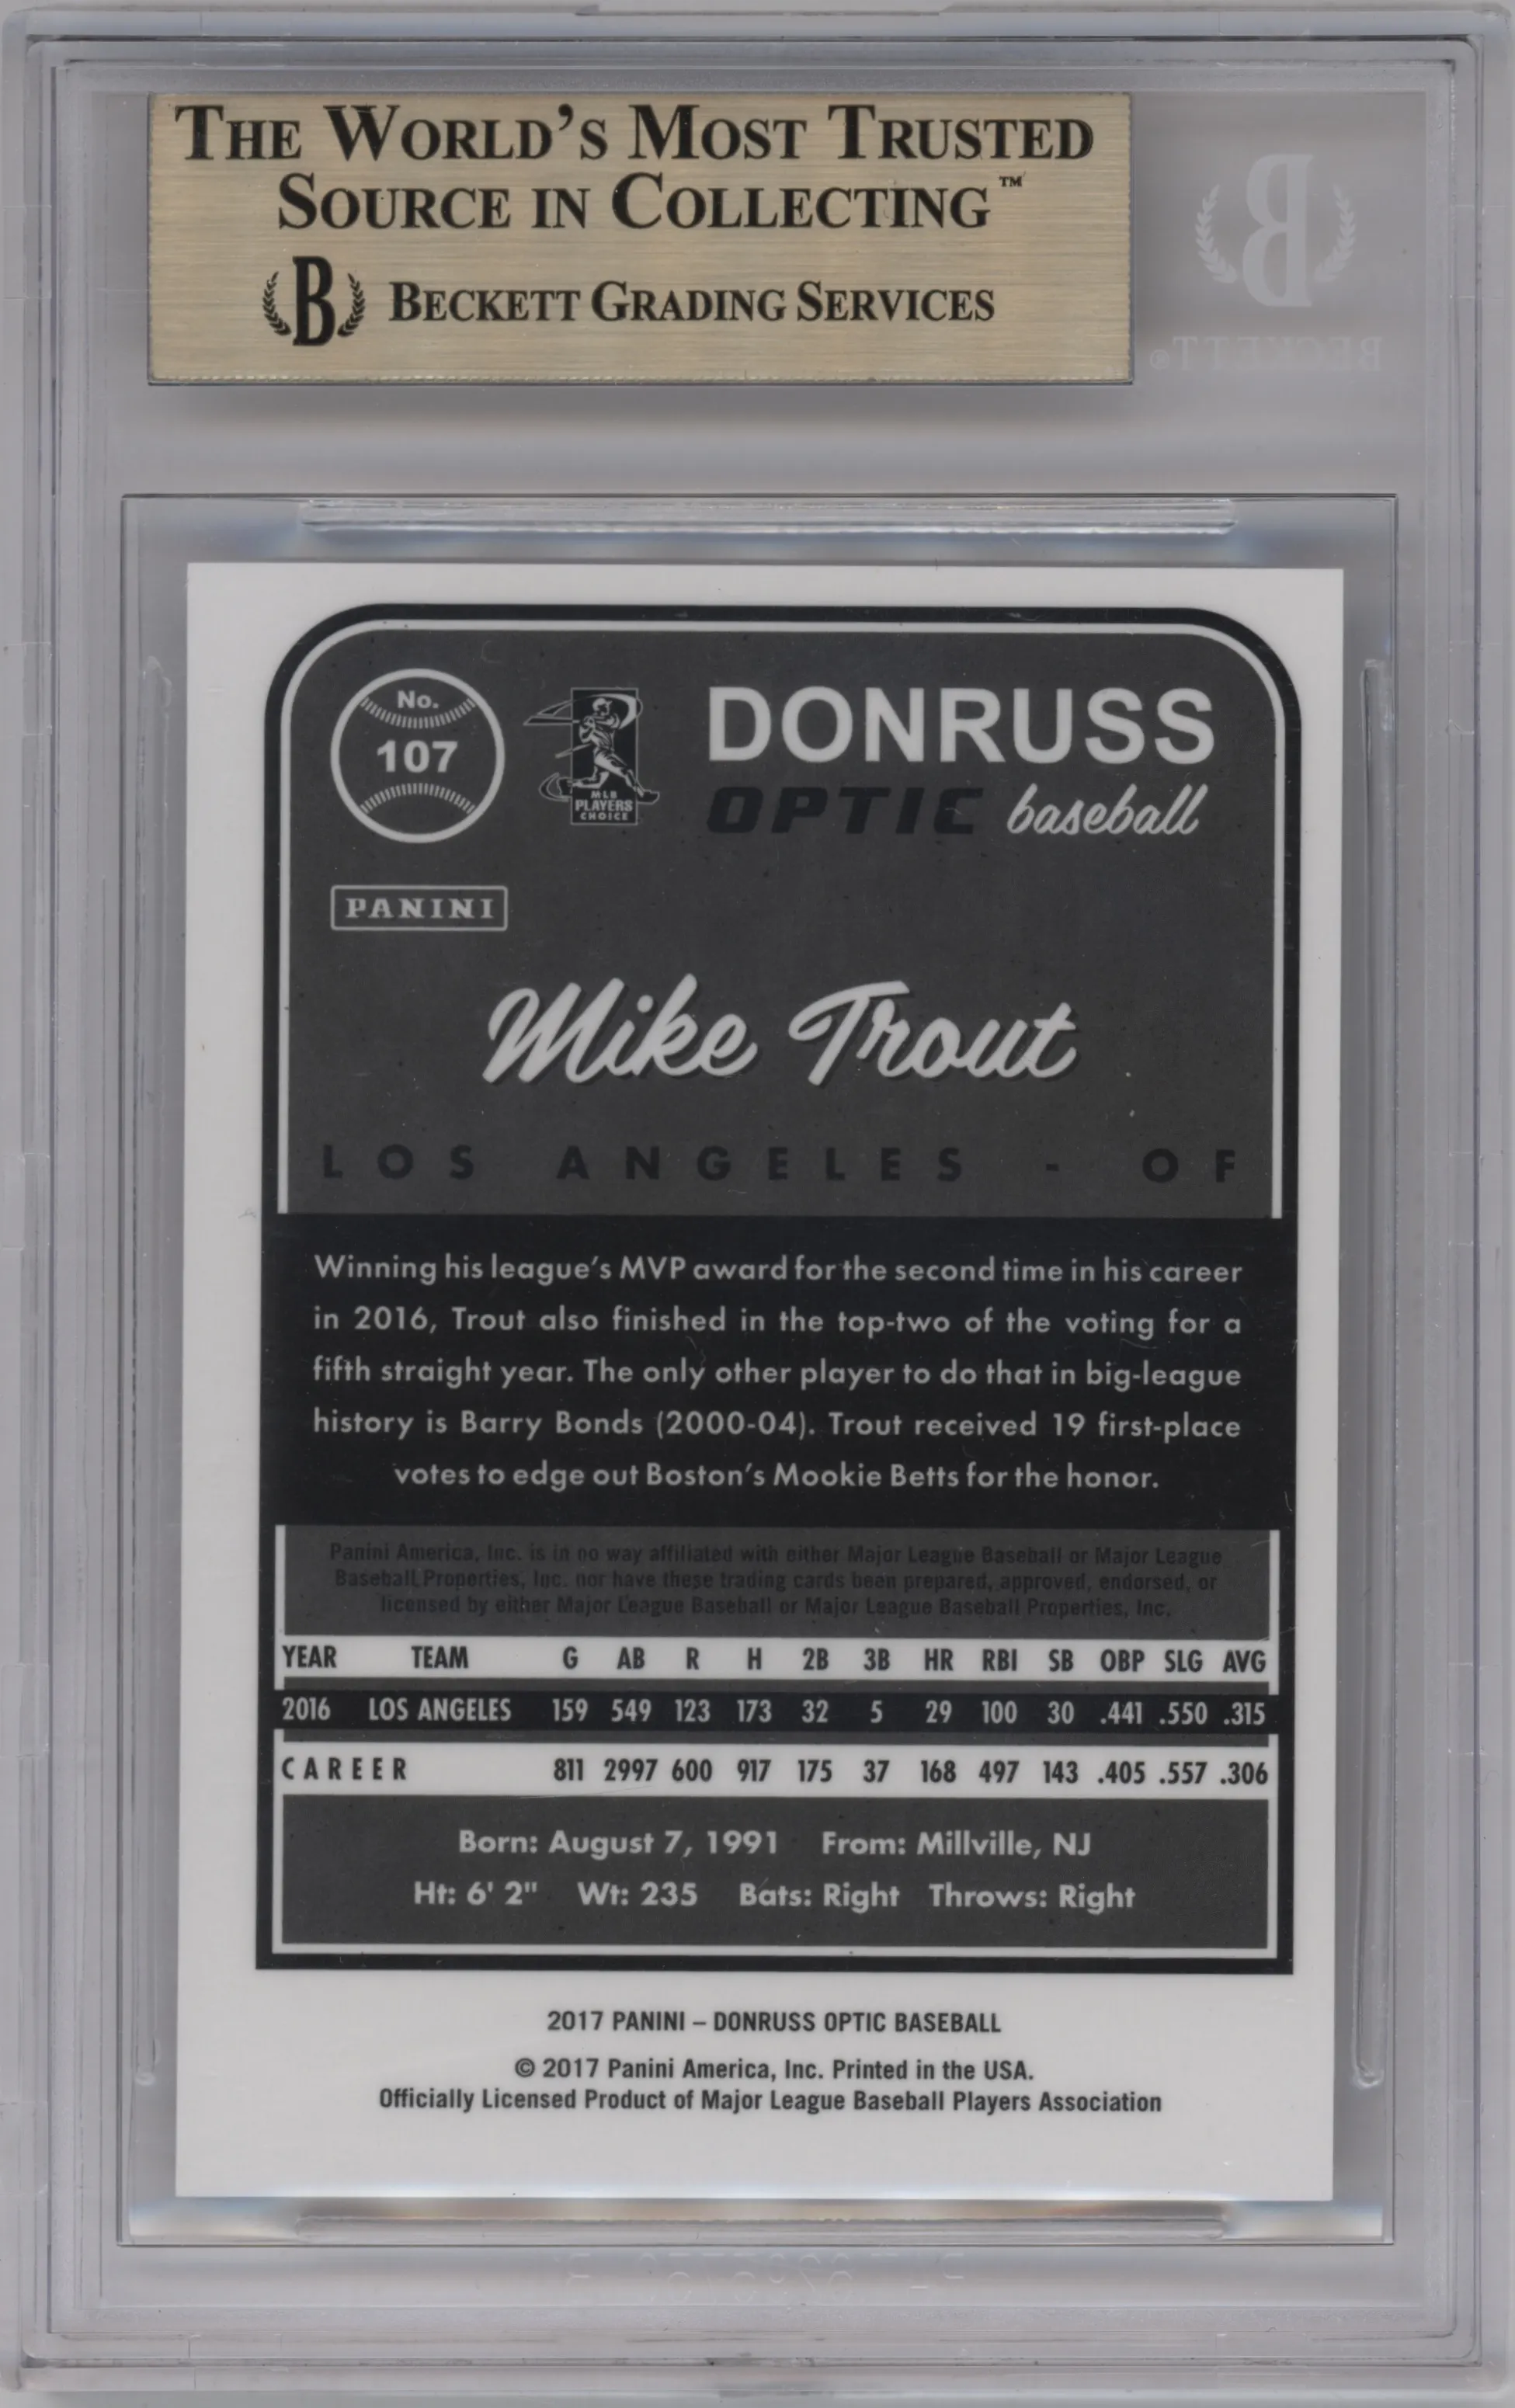 THE WORLD'S MOST TRUSTED
SOURCE IN COLLECTING™
B BECKETT GRADING SERVICES
B
BECKETT®
No.
107
MLB
PLAYERS
CHOICE
DONRUSS
OPTIC baseball
PANINI
Mike Trout
LOS ANGELES - OF
Winning his league's MVP award for the second time in his career
in 2016, Trout also finished in the top-two of the voting for a
fifth straight year. The only other player to do that in big-league
history is Barry Bonds (2000-04). Trout received 19 first-place
votes to edge out Boston's Mookie Betts for the honor.
Panini America, Inc. is in no way affiliated with either Major League Baseball or Major League
Baseball Properties, Inc. nor have these trading cards been prepared, approved, endorsed, or
licensed by either Major League Baseball or Major League Baseball Properties, Inc.
YEAR TEAM G AB R H 2B 3B HR RBI SB OBP SLG AVG
2016 LOS ANGELES 159 549 123 173 32 5 29 100 30 .441 .550 .315
CAREER 811 2997 600 917 175 37 168 497 143 .405 .557 .306
Born: August 7, 1991 From: Millville, NJ
Ht: 6' 2" Wt: 235 Bats: Right Throws: Right
2017 PANINI – DONRUSS OPTIC BASEBALL
© 2017 Panini America, Inc. Printed in the USA.
Officially Licensed Product of Major League Baseball Players Association